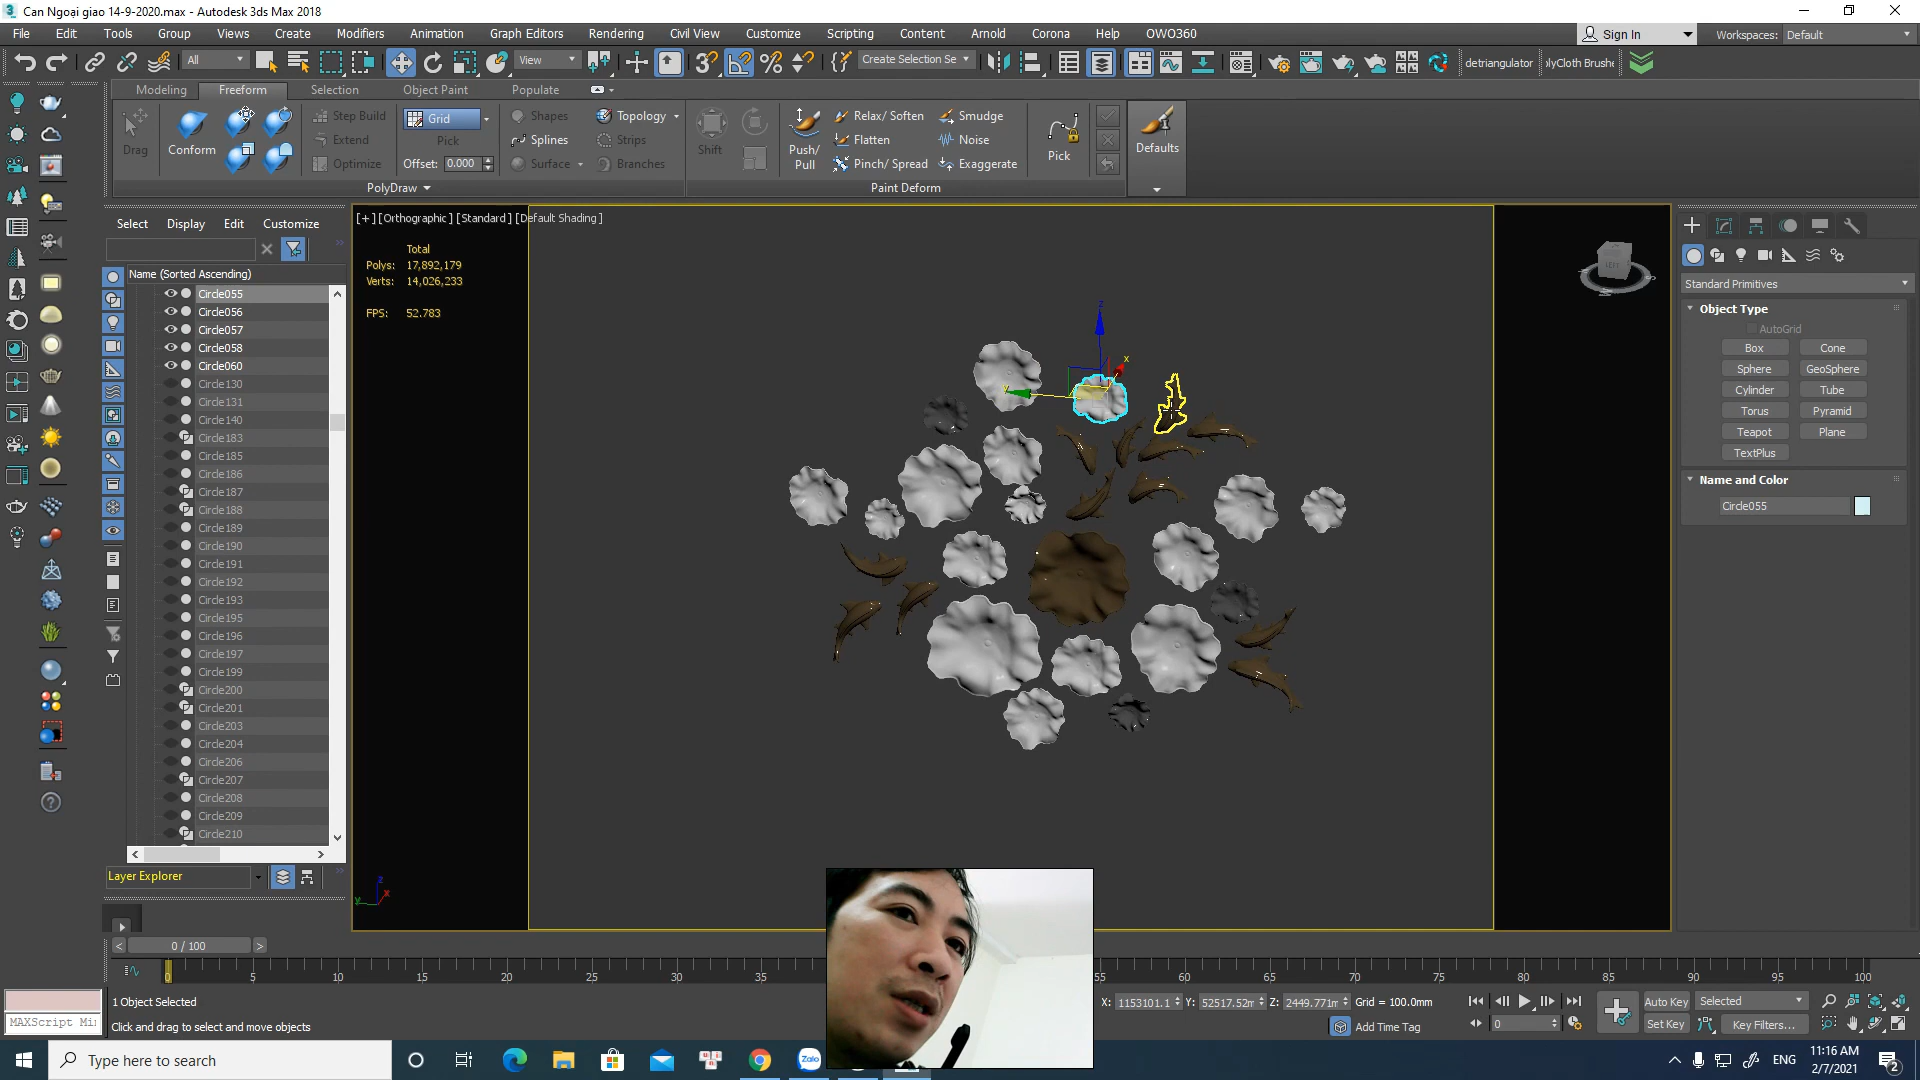 Can Ngoại giao 14-9-2020.max - Autodesk 3ds Max 2018
File Edit Tools Group Views Create Modifiers Animation Graph Editors Rendering Civil View Customize Scripting Content Arnold Corona Help OWO360
Sign In Workspaces: Default
All View Create Selection Se detriangulator olyCloth Brushe
Modeling Freeform Selection Object Paint Populate
Drag Conform Step Build Extend Optimize
Grid Pick Offset: 0.000
Shapes Splines Surface Topology Strips Branches
Shift Push/Pull Relax/Soften Flatten Pinch/Spread Smudge Noise Exaggerate
Pick Defaults
PolyDraw Paint Deform
Select Display Edit Customize
Name (Sorted Ascending)
Circle055
Circle056
Circle057
Circle058
Circle060
Circle130
Circle131
Circle140
Circle183
Circle185
Circle186
Circle187
Circle188
Circle189
Circle190
Circle191
Circle192
Circle193
Circle195
Circle196
Circle197
Circle199
Circle200
Circle201
Circle203
Circle204
Circle206
Circle207
Circle208
Circle209
Circle210
Layer Explorer
[+] [Orthographic] [Standard] [Default Shading]
Total
Polys: 17,892,179
Verts: 14,026,233
FPS: 52.783
z
x
y
LEFT
z
x
y
Standard Primitives
Object Type
AutoGrid
Box Cone
Sphere GeoSphere
Cylinder Tube
Torus Pyramid
Teapot Plane
TextPlus
Name and Color
Circle055
< 0 / 100 >
0 5 10 15 20 25 30 35 55 60 65 70 75 80 85 90 95 100
1 Object Selected
MAXScript Mi
Click and drag to select and move objects
X: 1153101.1 Y: 52517.52m Z: 2449.771m Grid = 100.0mm
Add Time Tag
Auto Key Selected
Set Key Key Filters...
0
Type here to search
Zalo
ENG
11:16 AM
2/7/2021
2